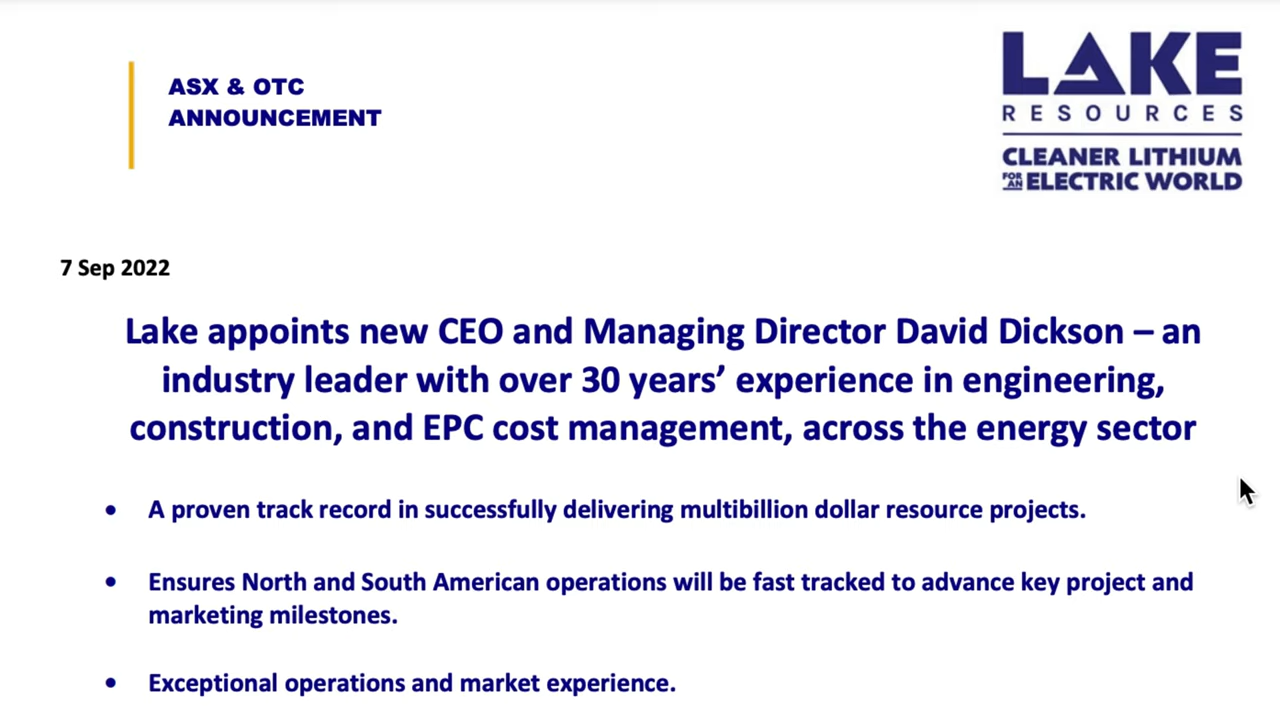 ASX & OTC
ANNOUNCEMENT
LAKE
RESOURCES
CLEANER LITHIUM
FOR AN ELECTRIC WORLD
7 Sep 2022
Lake appoints new CEO and Managing Director David Dickson – an
industry leader with over 30 years’ experience in engineering,
construction, and EPC cost management, across the energy sector
• A proven track record in successfully delivering multibillion dollar resource projects.
• Ensures North and South American operations will be fast tracked to advance key project and
marketing milestones.
• Exceptional operations and market experience.